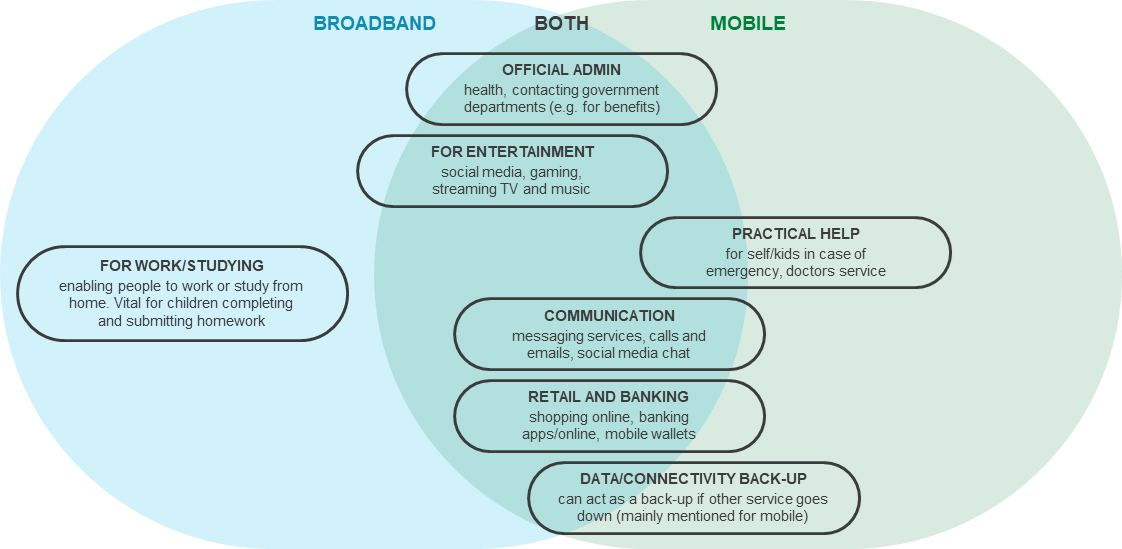 BROADBAND
BOTH
MOBILE
OFFICIAL ADMIN
health, contacting government
departments (e.g. for benefits)
FOR ENTERTAINMENT
social media, gaming,
streaming TV and music
PRACTICAL HELP
for self/kids in case of
emergency, doctors service
FOR WORK/STUDYING
enabling people to work or study from
home. Vital for children completing
and submitting homework
COMMUNICATION
messaging services, calls and
emails, social media chat
RETAIL AND BANKING
shopping online, banking
apps/online, mobile wallets
DATA/CONNECTIVITY BACK-UP
can act as a back-up if other service goes
down (mainly mentioned for mobile)